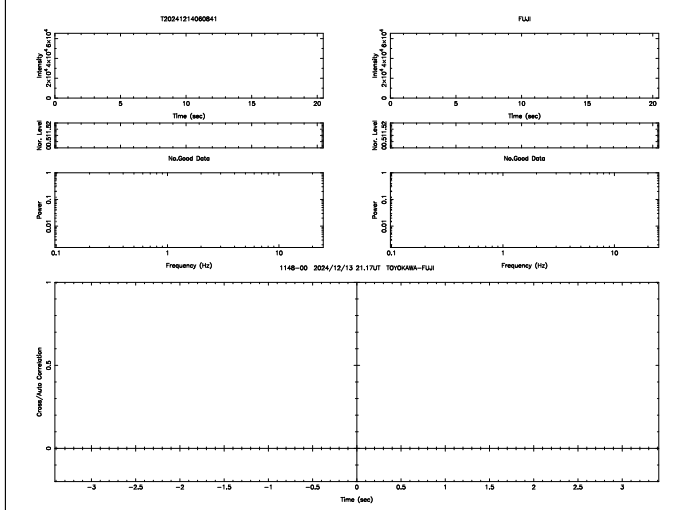 T20241214060841 FUJI
Intensity 0 2×10⁴ 4×10⁴ 6×10⁴ Intensity 0 2×10⁴ 4×10⁴ 6×10⁴
0 5 10 15 20 0 5 10 15 20
Time (sec) Time (sec)
Nor. Level 00.511.52 Nor. Level 00.511.52
No.Good Data No.Good Data
Power 0.01 0.1 1 Power 0.01 0.1 1
0.1 1 10 0.1 1 10
Frequency (Hz) Frequency (Hz)
1148-00 2024/12/13 21.17UT TOYOKAWA-FUJI
Cross/Auto Correlation 0 0.5 1
-3 -2.5 -2 -1.5 -1 -0.5 0 0.5 1 1.5 2 2.5 3
Time (sec)